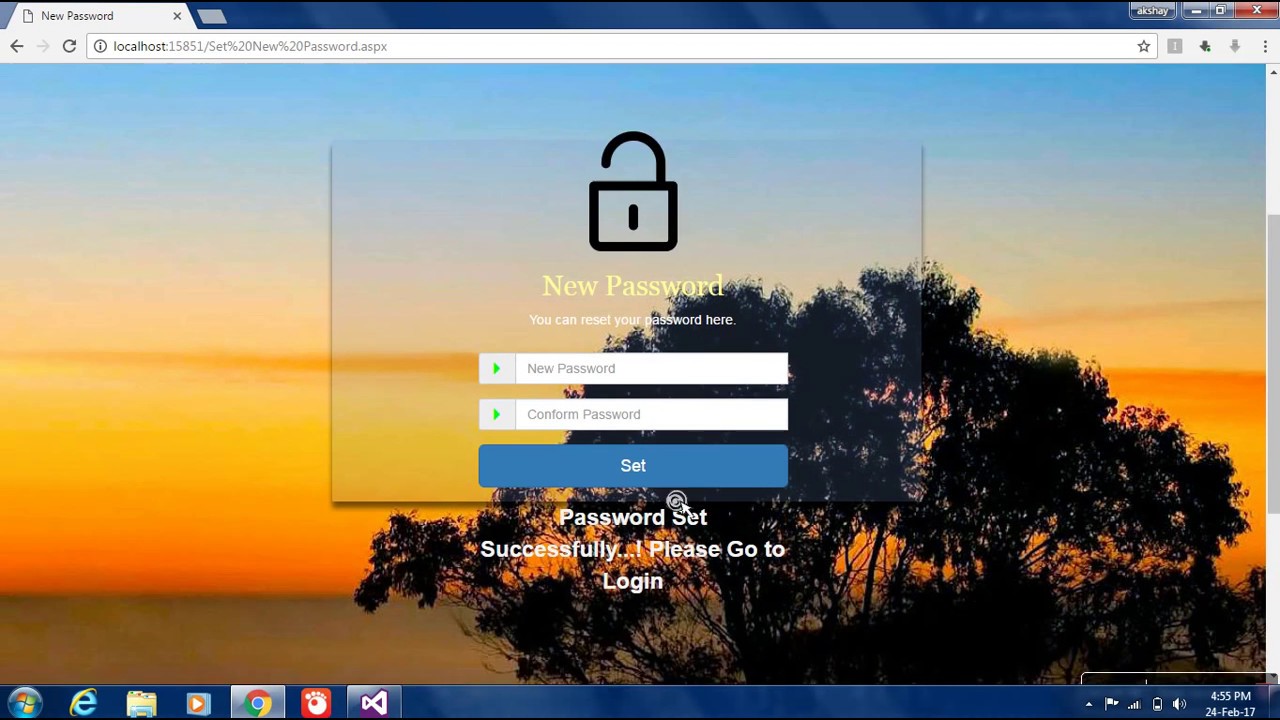 New Password
akshay
localhost:15851/Set%20New%20Password.aspx
New Password
You can reset your password here.
New Password
Conform Password
Set
Password Set
Successfully...! Please Go to
Login
4:55 PM
24-Feb-17